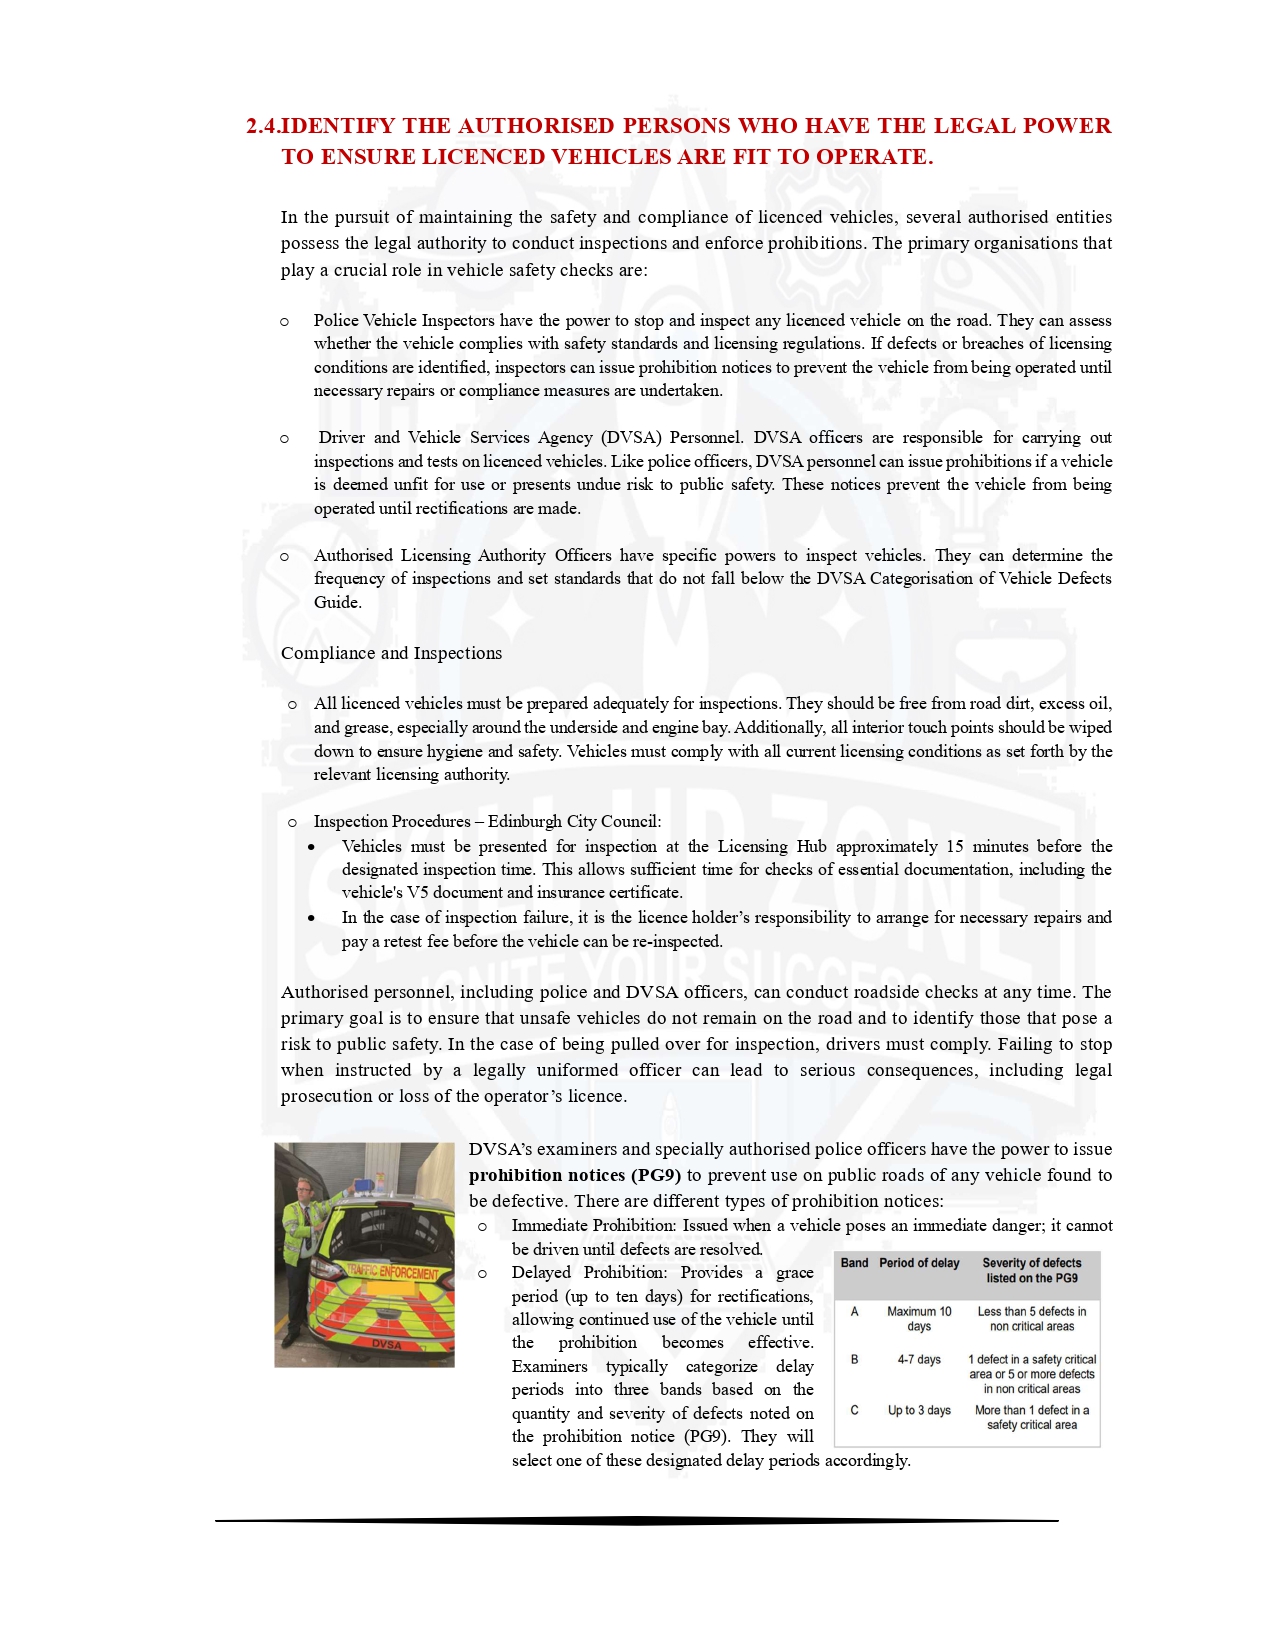 2.4.IDENTIFY THE AUTHORISED PERSONS WHO HAVE THE LEGAL POWER
TO ENSURE LICENCED VEHICLES ARE FIT TO OPERATE.
In the pursuit of maintaining the safety and compliance of licenced vehicles, several authorised entities
possess the legal authority to conduct inspections and enforce prohibitions. The primary organisations that
play a crucial role in vehicle safety checks are:
o Police Vehicle Inspectors have the power to stop and inspect any licenced vehicle on the road. They can assess
whether the vehicle complies with safety standards and licensing regulations. If defects or breaches of licensing
conditions are identified, inspectors can issue prohibition notices to prevent the vehicle from being operated until
necessary repairs or compliance measures are undertaken.
o Driver and Vehicle Services Agency (DVSA) Personnel. DVSA officers are responsible for carrying out
inspections and tests on licenced vehicles. Like police officers, DVSA personnel can issue prohibitions if a vehicle
is deemed unfit for use or presents undue risk to public safety. These notices prevent the vehicle from being
operated until rectifications are made.
o Authorised Licensing Authority Officers have specific powers to inspect vehicles. They can determine the
frequency of inspections and set standards that do not fall below the DVSA Categorisation of Vehicle Defects
Guide.
Compliance and Inspections
o All licenced vehicles must be prepared adequately for inspections. They should be free from road dirt, excess oil,
and grease, especially around the underside and engine bay. Additionally, all interior touch points should be wiped
down to ensure hygiene and safety. Vehicles must comply with all current licensing conditions as set forth by the
relevant licensing authority.
o Inspection Procedures – Edinburgh City Council:
• Vehicles must be presented for inspection at the Licensing Hub approximately 15 minutes before the
designated inspection time. This allows sufficient time for checks of essential documentation, including the
vehicle's V5 document and insurance certificate.
• In the case of inspection failure, it is the licence holder’s responsibility to arrange for necessary repairs and
pay a retest fee before the vehicle can be re-inspected.
SKILL UP ZONE
IGNITE YOUR SUCCESS
Authorised personnel, including police and DVSA officers, can conduct roadside checks at any time. The
primary goal is to ensure that unsafe vehicles do not remain on the road and to identify those that pose a
risk to public safety. In the case of being pulled over for inspection, drivers must comply. Failing to stop
when instructed by a legally uniformed officer can lead to serious consequences, including legal
prosecution or loss of the operator’s licence.
TRAFFIC ENFORCEMENT
DVSA
DVSA’s examiners and specially authorised police officers have the power to issue
prohibition notices (PG9) to prevent use on public roads of any vehicle found to
be defective. There are different types of prohibition notices:
o Immediate Prohibition: Issued when a vehicle poses an immediate danger; it cannot
be driven until defects are resolved.
o Delayed Prohibition: Provides a grace
period (up to ten days) for rectifications,
allowing continued use of the vehicle until
the prohibition becomes effective.
Examiners typically categorize delay
periods into three bands based on the
quantity and severity of defects noted on
the prohibition notice (PG9). They will
select one of these designated delay periods accordingly.
Band Period of delay Severity of defects
listed on the PG9
A Maximum 10 Less than 5 defects in
days non critical areas
B 4-7 days 1 defect in a safety critical
area or 5 or more defects
in non critical areas
C Up to 3 days More than 1 defect in a
safety critical area